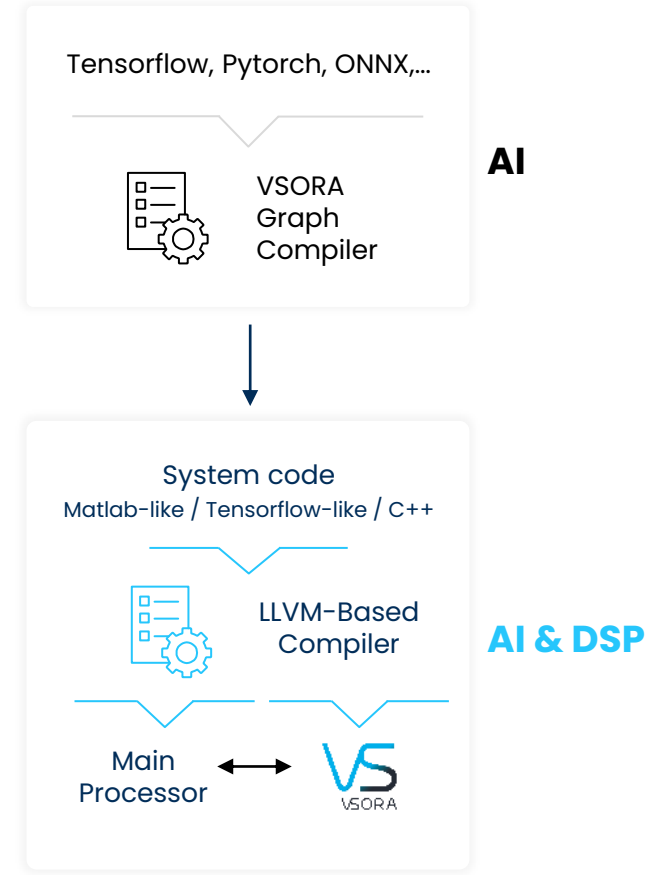 Tensorflow, Pytorch, ONNX,...
AI
VSORA
Graph
Compiler
System code
Matlab-like / Tensorflow-like / C++
LLVM-Based
Compiler
AI & DSP
Main
Processor
VS
VSORA